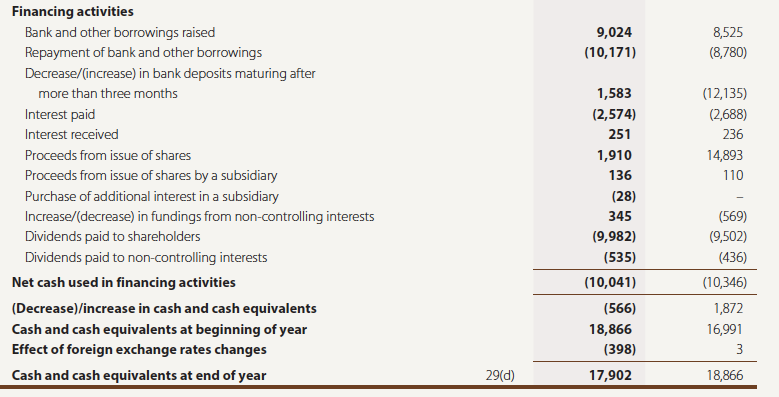 Financing activities
Bank and other borrowings raised 9,024 8,525
Repayment of bank and other borrowings (10,171) (8,780)
Decrease/(increase) in bank deposits maturing after
more than three months 1,583 (12,135)
Interest paid (2,574) (2,688)
Interest received 251 236
Proceeds from issue of shares 1,910 14,893
Proceeds from issue of shares by a subsidiary 136 110
Purchase of additional interest in a subsidiary (28) –
Increase/(decrease) in fundings from non-controlling interests 345 (569)
Dividends paid to shareholders (9,982) (9,502)
Dividends paid to non-controlling interests (535) (436)
Net cash used in financing activities (10,041) (10,346)
(Decrease)/increase in cash and cash equivalents (566) 1,872
Cash and cash equivalents at beginning of year 18,866 16,991
Effect of foreign exchange rates changes (398) 3
Cash and cash equivalents at end of year 29(d) 17,902 18,866